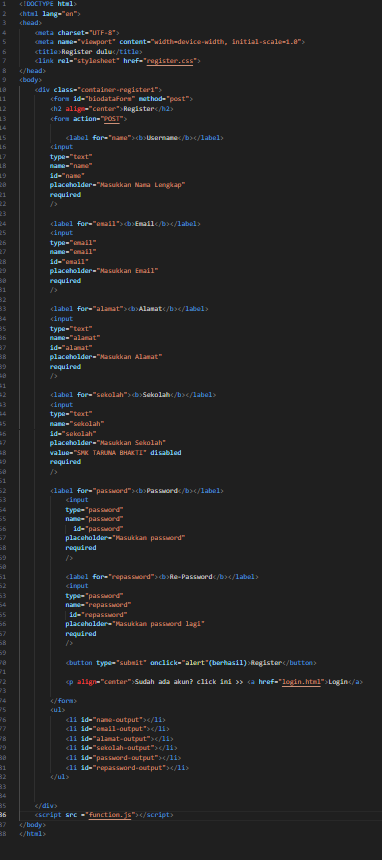 1 <!DOCTYPE html>
2 <html lang="en">
3 <head>
4 <meta charset="UTF-8">
5 <meta name="viewport" content="width=device-width, initial-scale=1.0">
6 <title>Register dulu</title>
7 <link rel="stylesheet" href="register.css">
8 </head>
9 <body>
10 <div class="container-registeri">
11 <form id="biodataForm" method="post">
12 <h2 align="center">Register</h2>
13 <form action="POST">
14
15 <label for="name"><b>Username</b></label>
16 <input
17 type="text"
18 name="name"
19 id="name"
20 placeholder="Masukkan Nama Lengkap"
21 required
22 />
23
24 <label for="email"><b>Email</b></label>
25 <input
26 type="email"
27 name="email"
28 id="email"
29 placeholder="Masukkan Email"
30 required
31 />
32
33 <label for="alamat"><b>Alamat</b></label>
34 <input
35 type="text"
36 name="alamat"
37 id="alamat"
38 placeholder="Masukkan Alamat"
39 required
40 />
41
42 <label for="sekolah"><b>Sekolah</b></label>
43 <input
44 type="text"
45 name="sekolah"
46 id="sekolah"
47 placeholder="Masukkan Sekolah"
48 value="SMK TARUNA BHAKTI" disabled
49 required
50 />
51
52 <label for="password"><b>Password</b></label>
53 <input
54 type="password"
55 name="password"
56 id="password"
57 placeholder="Masukkan password"
58 required
59 />
60
61 <label for="repassword"><b>Re-Password</b></label>
62 <input
63 type="password"
64 name="repassword"
65 id="repassword"
66 placeholder="Masukkan password lagi"
67 required
68 />
69
70 <button type="submit" onclick="alert"(berhasil)>Register</button>
71
72 <p align="center">Sudah ada akun? click ini >> <a href="login.html">Login</a>
73
74 </form>
75 <ul>
76 <li id="name-output"></li>
77 <li id="email-output"></li>
78 <li id="alamat-output"></li>
79 <li id="sekolah-output"></li>
80 <li id="password-output"></li>
81 <li id="repassword-output"></li>
82 </ul>
83
84
85 </div>
86 <script src ="function.js"></script>
87 </body>
88 </html>